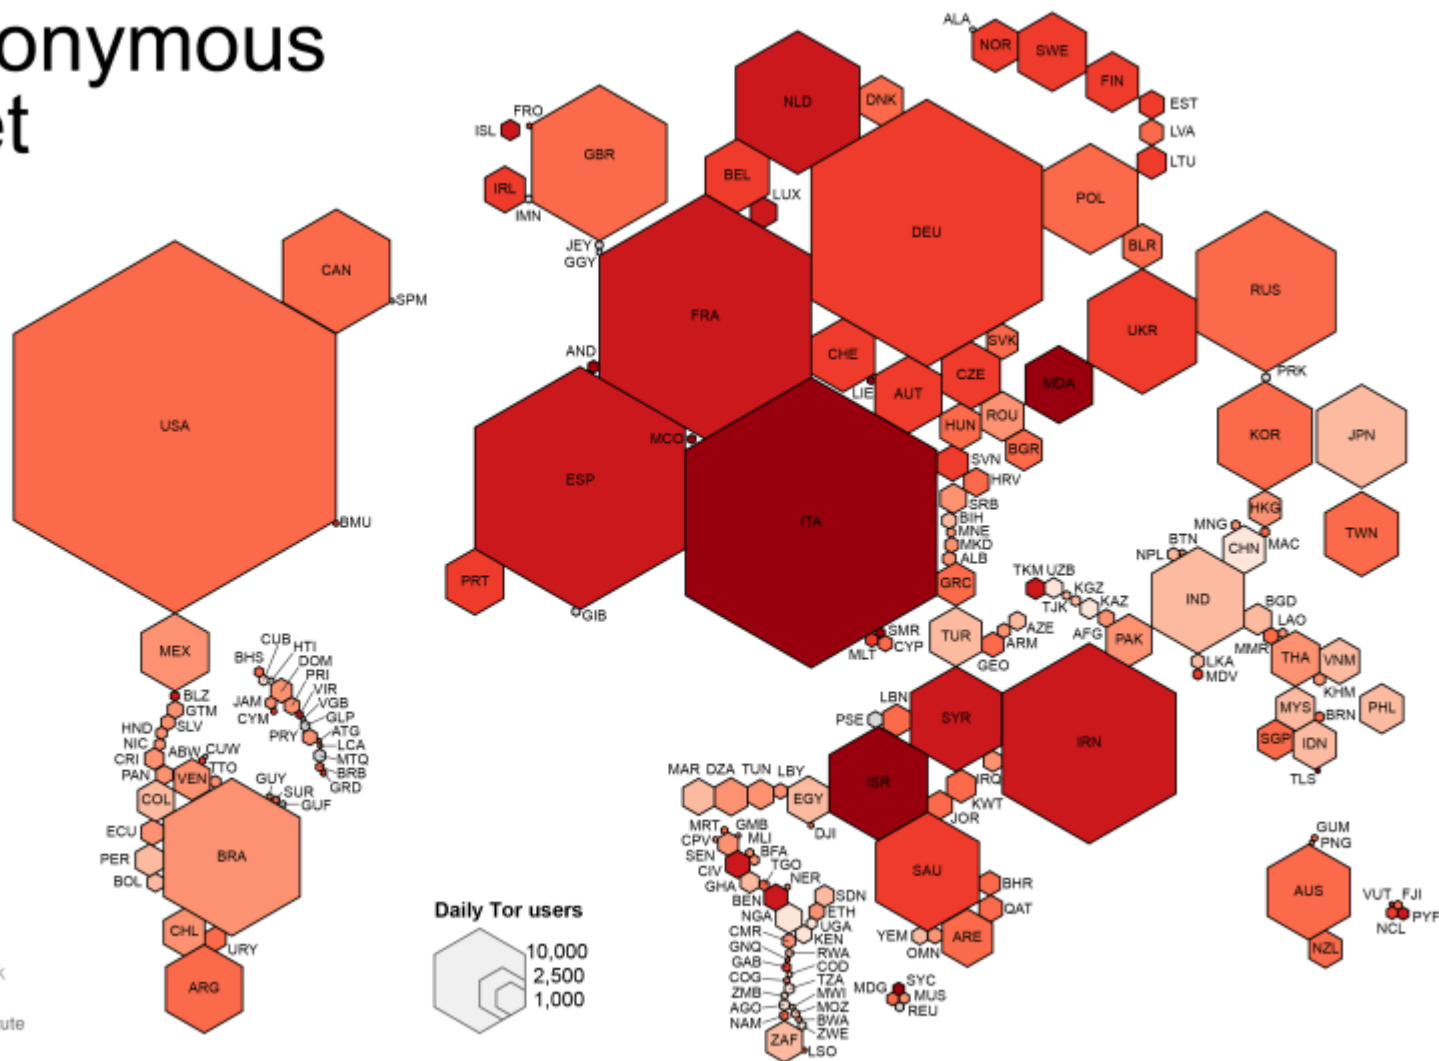 onymous
et
ALA
NOR
SWE
FIN
EST
LVA
LTU
NLD
DNK
FRO
ISL
GBR
IRL
IMN
BEL
LUX
JEY
GGY
DEU
POL
BLR
RUS
CAN
SPM
USA
BMU
FRA
AND
CHE
LIE
AUT
CZE
SVK
UKR
MDA
PRK
HUN
ROU
BGR
KOR
JPN
MCO
ESP
ITA
SVN
HRV
SRB
BIH
MNE
MKD
ALB
GRC
HKG
MNG
MAC
TWN
BTN
NPL
CHN
PRT
GIB
TKM
UZB
KGZ
TJK
KAZ
AFG
PAK
IND
BGD
LAO
MMR
THA
VNM
KHM
LKA
MDV
SMR
MLT
CYP
TUR
AZE
ARM
GEO
MEX
CUB
HTI
BHS
DOM
PRI
VIR
VGB
GLP
JAM
CYM
PRY
ATG
LCA
MTQ
BRB
GRD
BLZ
GTM
SLV
HND
NIC
CRI
ABW
CUW
PAN
VEN
TTO
COL
GUY
SUR
GUF
ECU
PER
BOL
BRA
CHL
URY
ARG
LBN
PSE
SYR
IRN
MYS
BRN
PHL
SGP
IDN
TLS
MAR
DZA
TUN
LBY
EGY
ISR
IRQ
KWT
JOR
DJI
MRT
GMB
CPV
MLI
SEN
BFA
CIV
TGO
GHA
NER
BEN
SDN
NGA
ETH
UGA
CMR
KEN
GNQ
RWA
GAB
COD
COG
TZA
ZMB
MWI
AGO
MOZ
NAM
BWA
ZWE
ZAF
LSO
SAU
BHR
QAT
YEM
OMN
ARE
MDG
SYC
MUS
REU
GUM
PNG
AUS
NZL
VUT
FJI
PYF
NCL
Daily Tor users
10,000
2,500
1,000
k
ute